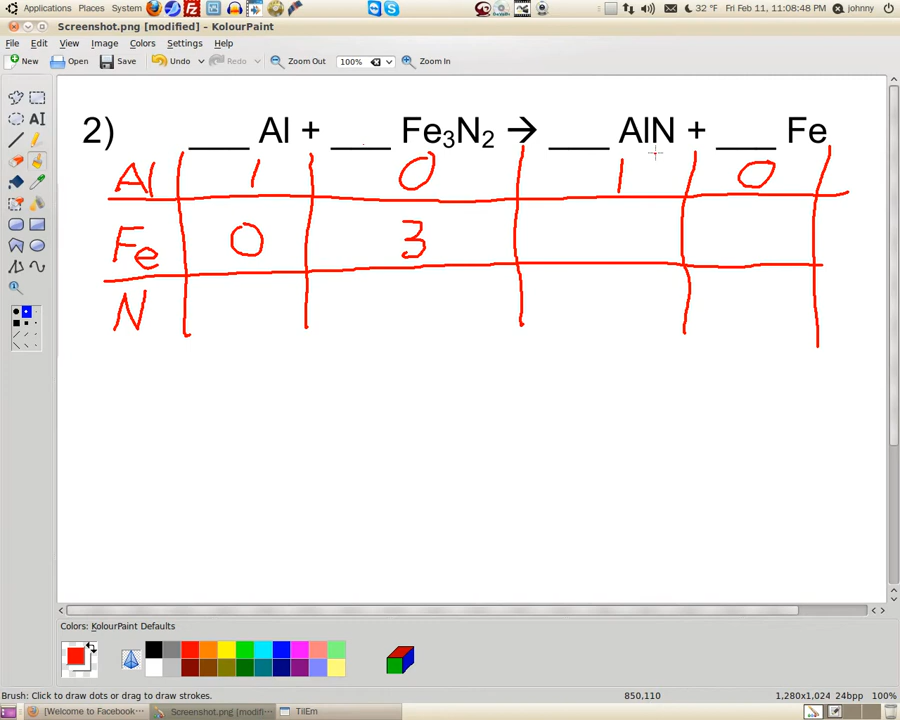 Applications Places System 32 °F Fri Feb 11, 11:08:48 AM johnny
Screenshot.png [modified] – KolourPaint
File Edit View Image Colors Settings Help
New Open Save Undo Redo Zoom Out 100% Zoom In
2) ___ Al + ___ Fe₃N₂ → ___ AlN + ___ Fe
Al 1 0 1 0
Fe 0 3
N
Colors: KolourPaint Defaults
Brush: Click to draw dots or drag to draw strokes. 850,110 1,280x1,024 24bpp 100%
[Welcome to Facebook... Screenshot.png [modifi... TilEm